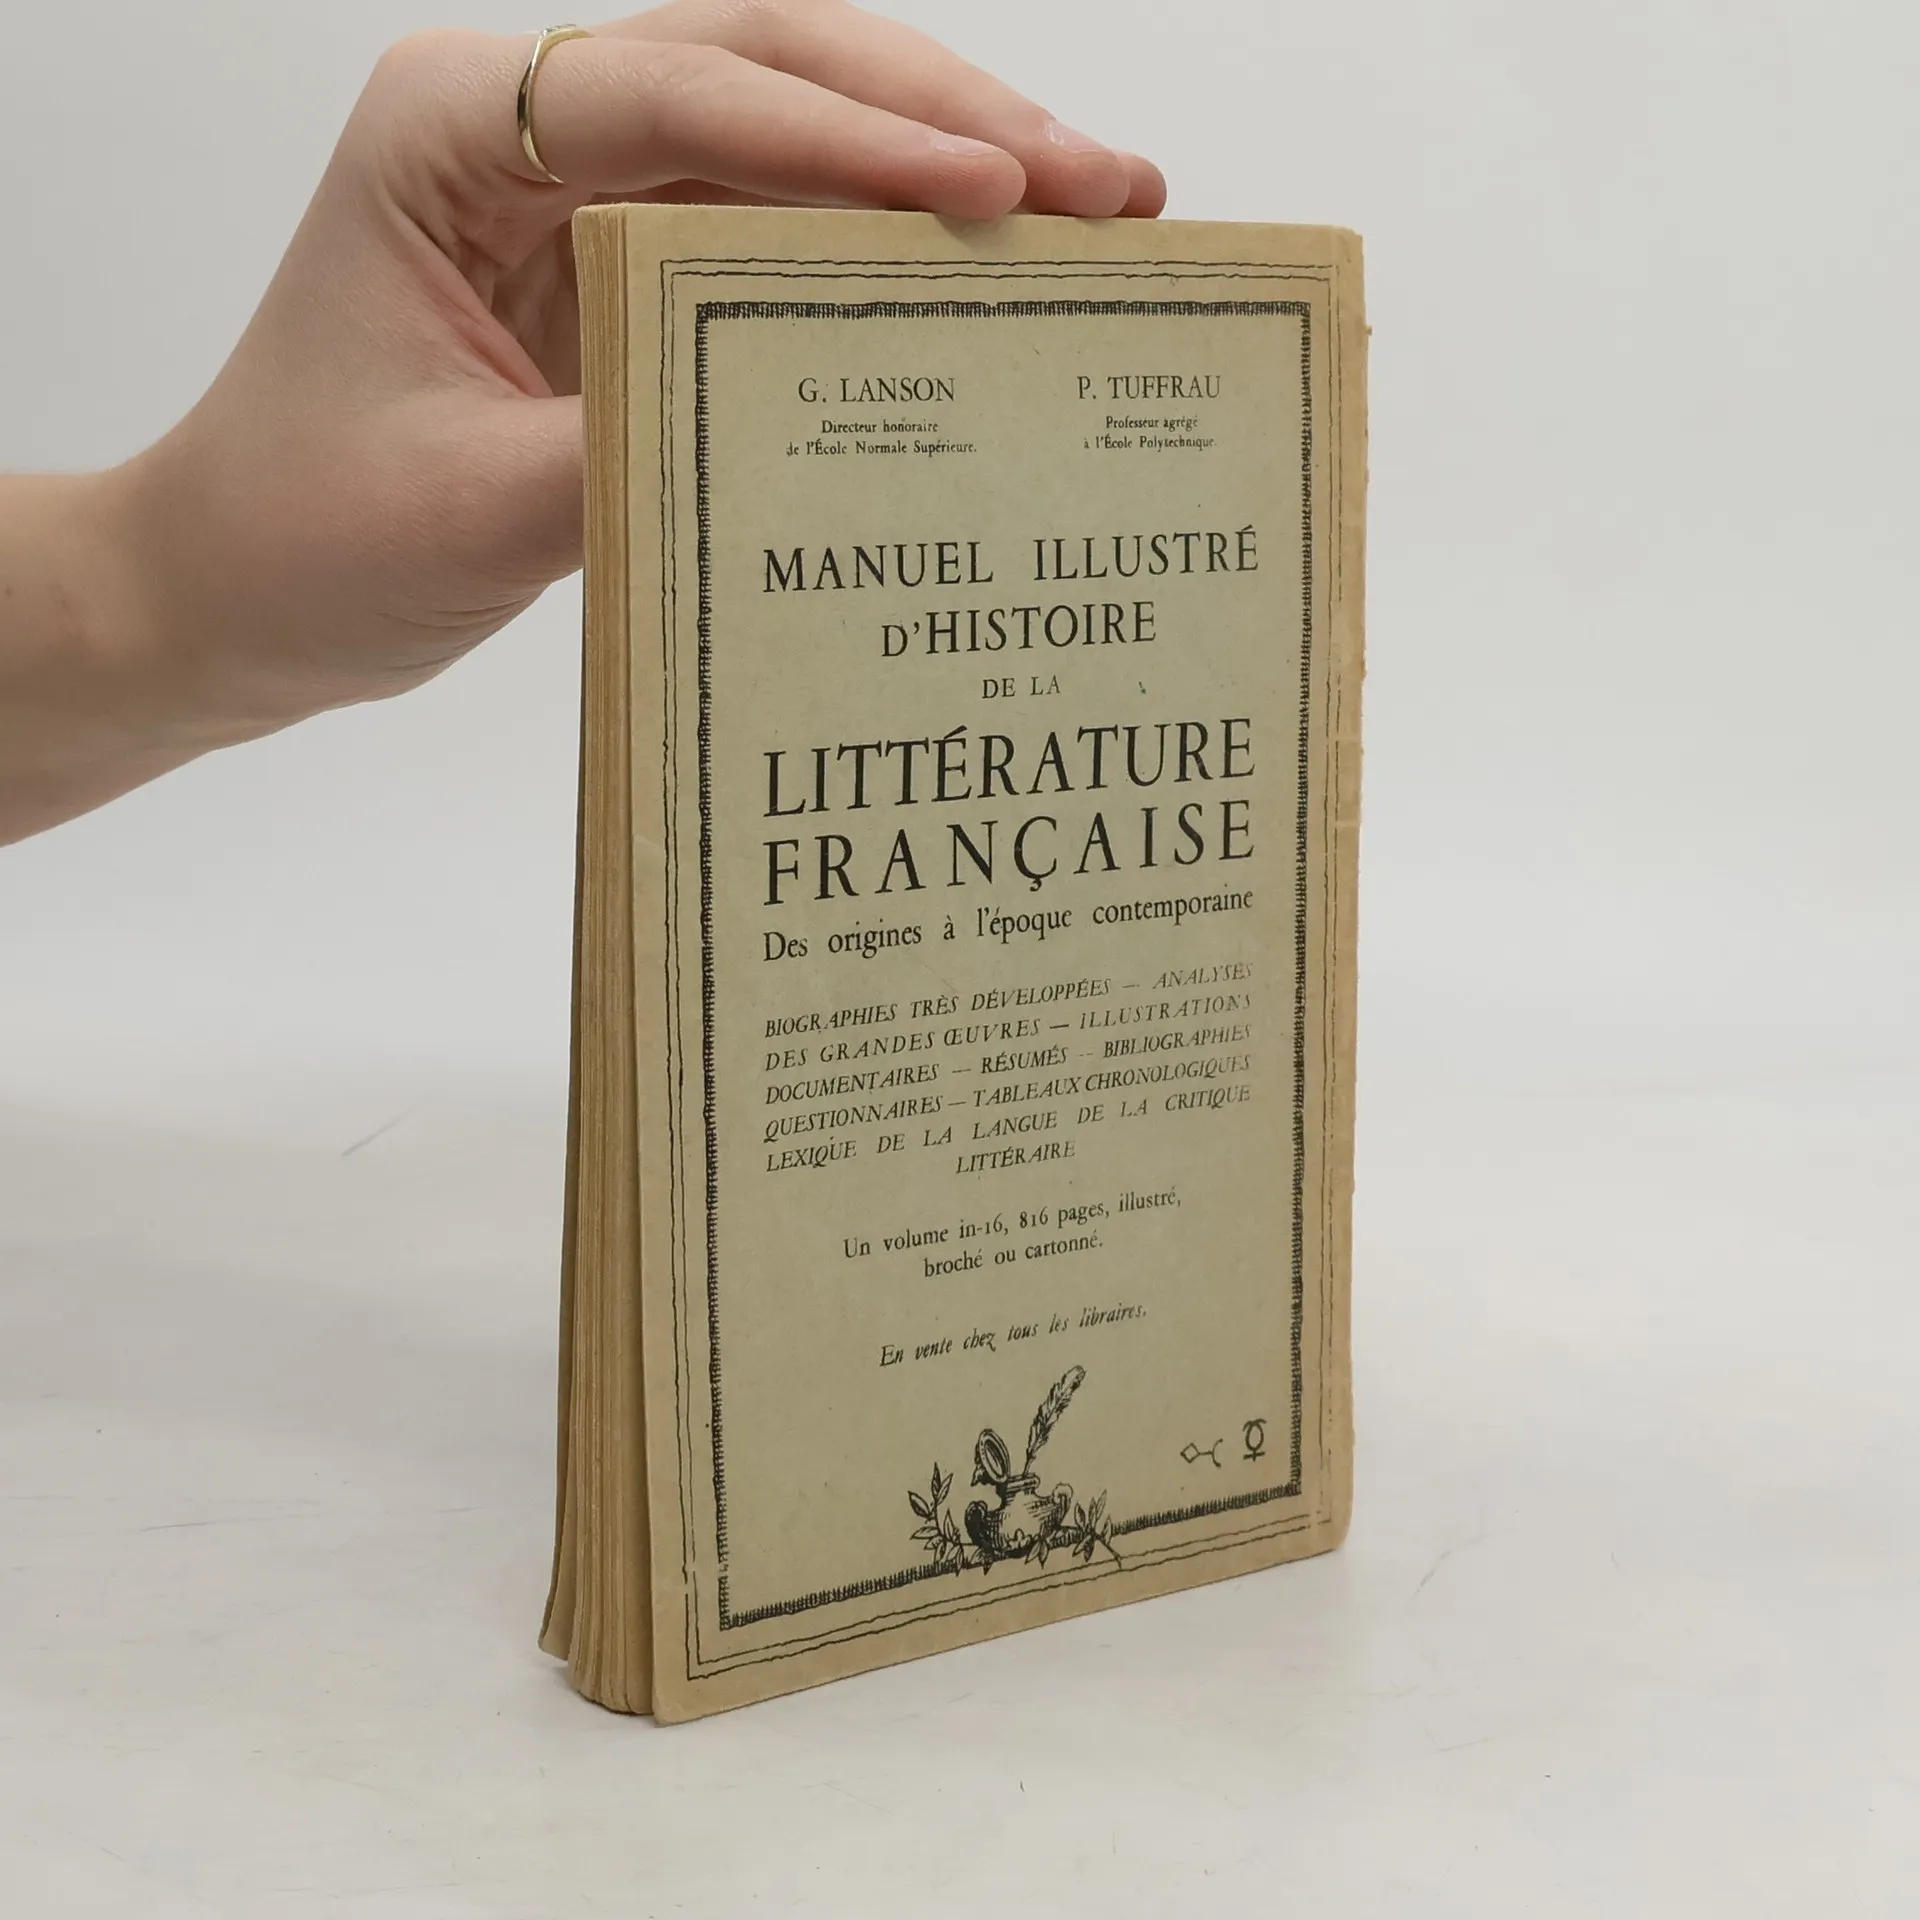 G. LANSON
Directeur honoraire
de l'École Normale Supérieure.
P. TUFFRAU
Professeur agrégé
à l'École Polytechnique.
MANUEL ILLUSTRÉ
D'HISTOIRE
DE LA
LITTÉRATURE
FRANÇAISE
Des origines à l'époque contemporaine
BIOGRAPHIES TRÈS DÉVELOPPÉES — ANALYSES
DES GRANDES ŒUVRES — ILLUSTRATIONS
DOCUMENTAIRES — RÉSUMÉS — BIBLIOGRAPHIES
QUESTIONNAIRES — TABLEAUX CHRONOLOGIQUES
LEXIQUE DE LA LANGUE DE LA CRITIQUE
LITTÉRAIRE
Un volume in-16, 816 pages, illustré,
broché ou cartonné.
En vente chez tous les libraires.